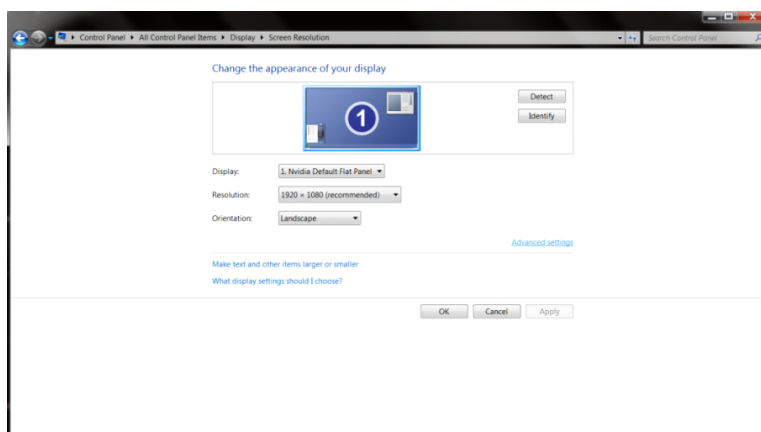 Control Panel ▸ All Control Panel Items ▸ Display ▸ Screen Resolution
Search Control Panel
Change the appearance of your display
1
Detect
Identify
Display: 1. Nvidia Default Flat Panel
Resolution: 1920 × 1080 (recommended)
Orientation: Landscape
Advanced settings
Make text and other items larger or smaller
What display settings should I choose?
OK Cancel Apply